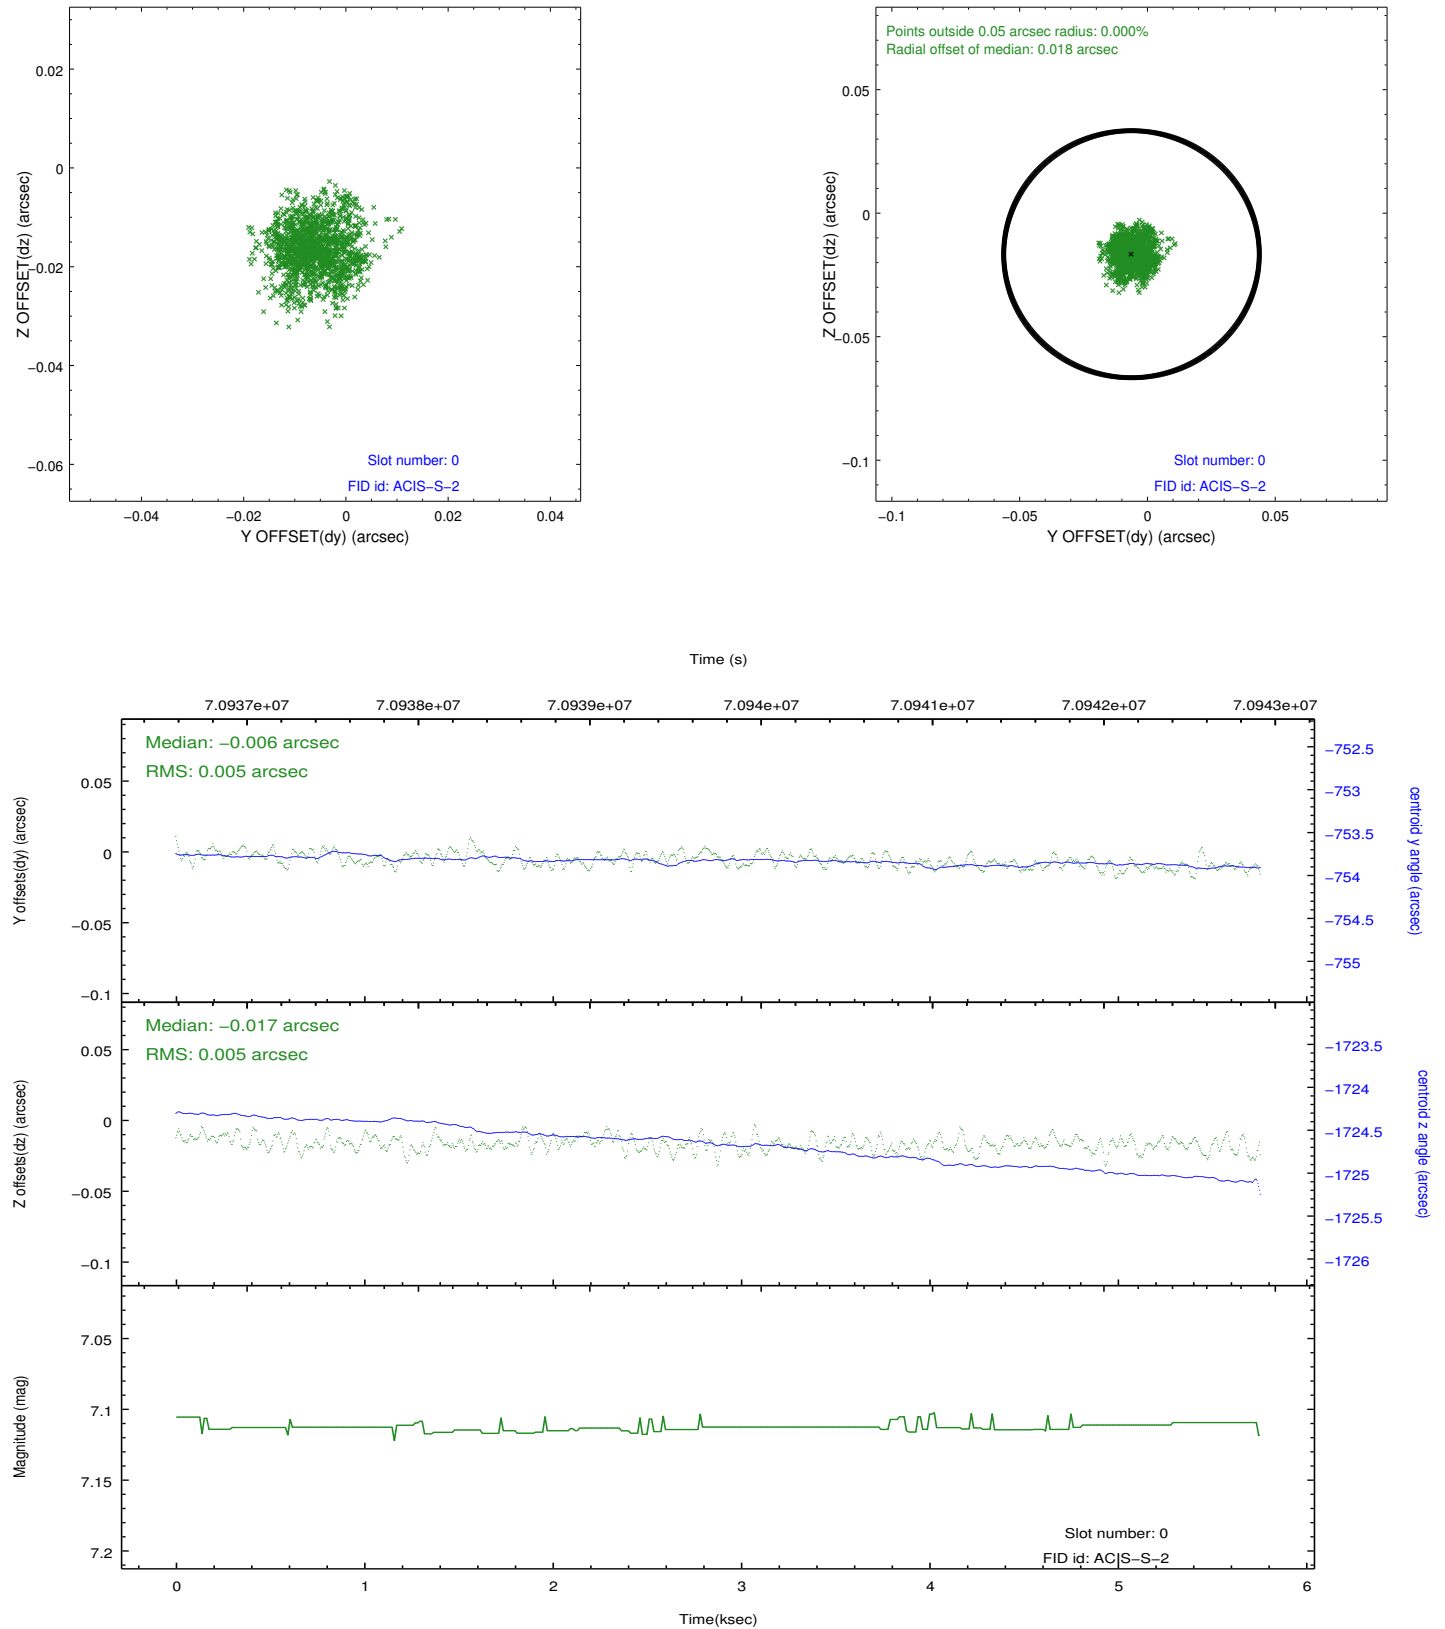 0.02
0
−0.02
−0.04
−0.06
Z OFFSET(dz) (arcsec)
Slot number: 0
FID id: ACIS−S−2
−0.04
−0.02
0
0.02
0.04
Y OFFSET(dy) (arcsec)
Points outside 0.05 arcsec radius: 0.000%
Radial offset of median: 0.018 arcsec
0.05
0
−0.05
−0.1
Z OFFSET(dz) (arcsec)
Slot number: 0
FID id: ACIS−S−2
−0.1
−0.05
0
0.05
Y OFFSET(dy) (arcsec)
Time (s)
7.0937e+07
7.0938e+07
7.0939e+07
7.094e+07
7.0941e+07
7.0942e+07
7.0943e+07
Median: −0.006 arcsec
RMS: 0.005 arcsec
0.05
0
−0.05
−0.1
Y offsets(dy) (arcsec)
−752.5
−753
−753.5
−754
−754.5
−755
centroid y angle (arcsec)
Median: −0.017 arcsec
RMS: 0.005 arcsec
0.05
0
−0.05
−0.1
Z offsets(dz) (arcsec)
−1723.5
−1724
−1724.5
−1725
−1725.5
−1726
centroid z angle (arcsec)
7.05
7.1
7.15
7.2
Magnitude (mag)
Slot number: 0
FID id: ACIS−S−2
0
1
2
3
4
5
6
Time(ksec)